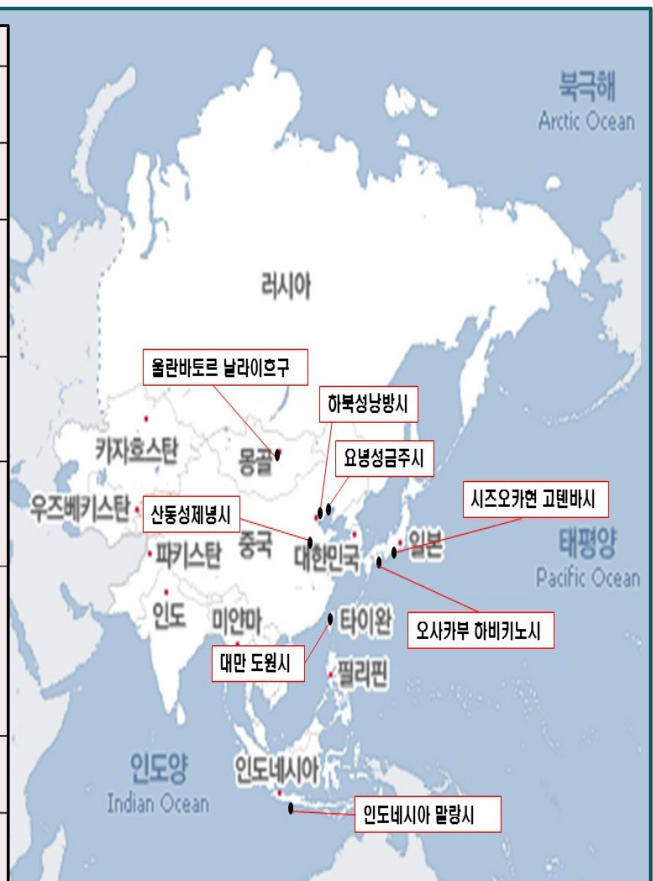 북극해
Arctic Ocean
러시아
울란바토르 날라이흐구
하북성낭방시
카자흐스탄
몽골
요녕성금주시
우즈베키스탄
산동성제녕시
시즈오카현 고텐바시
중국
대한민국
일본
태평양
Pacific Ocean
파키스탄
인도
미얀마
타이완
오사카부 하비키노시
대만 도원시
필리핀
인도양
Indian Ocean
인도네시아
인도네시아 말랑시